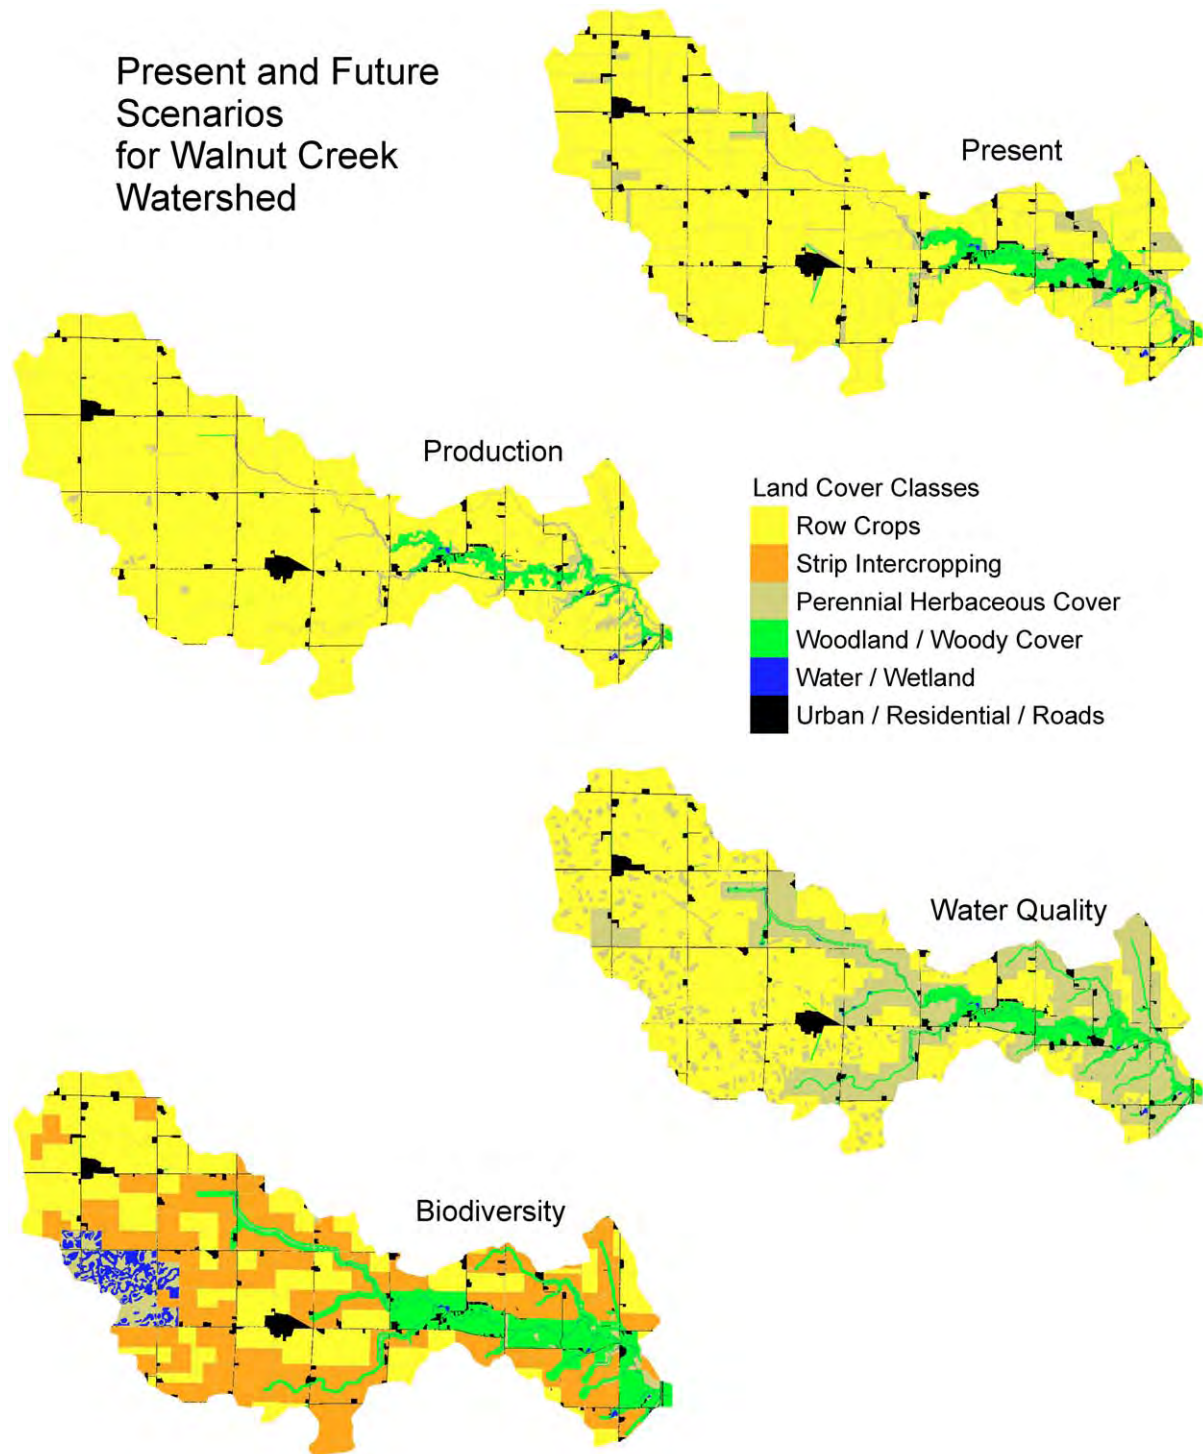 Present and Future
Scenarios
for Walnut Creek
Watershed
Present
Production
Land Cover Classes
Row Crops
Strip Intercropping
Perennial Herbaceous Cover
Woodland / Woody Cover
Water / Wetland
Urban / Residential / Roads
Water Quality
Biodiversity